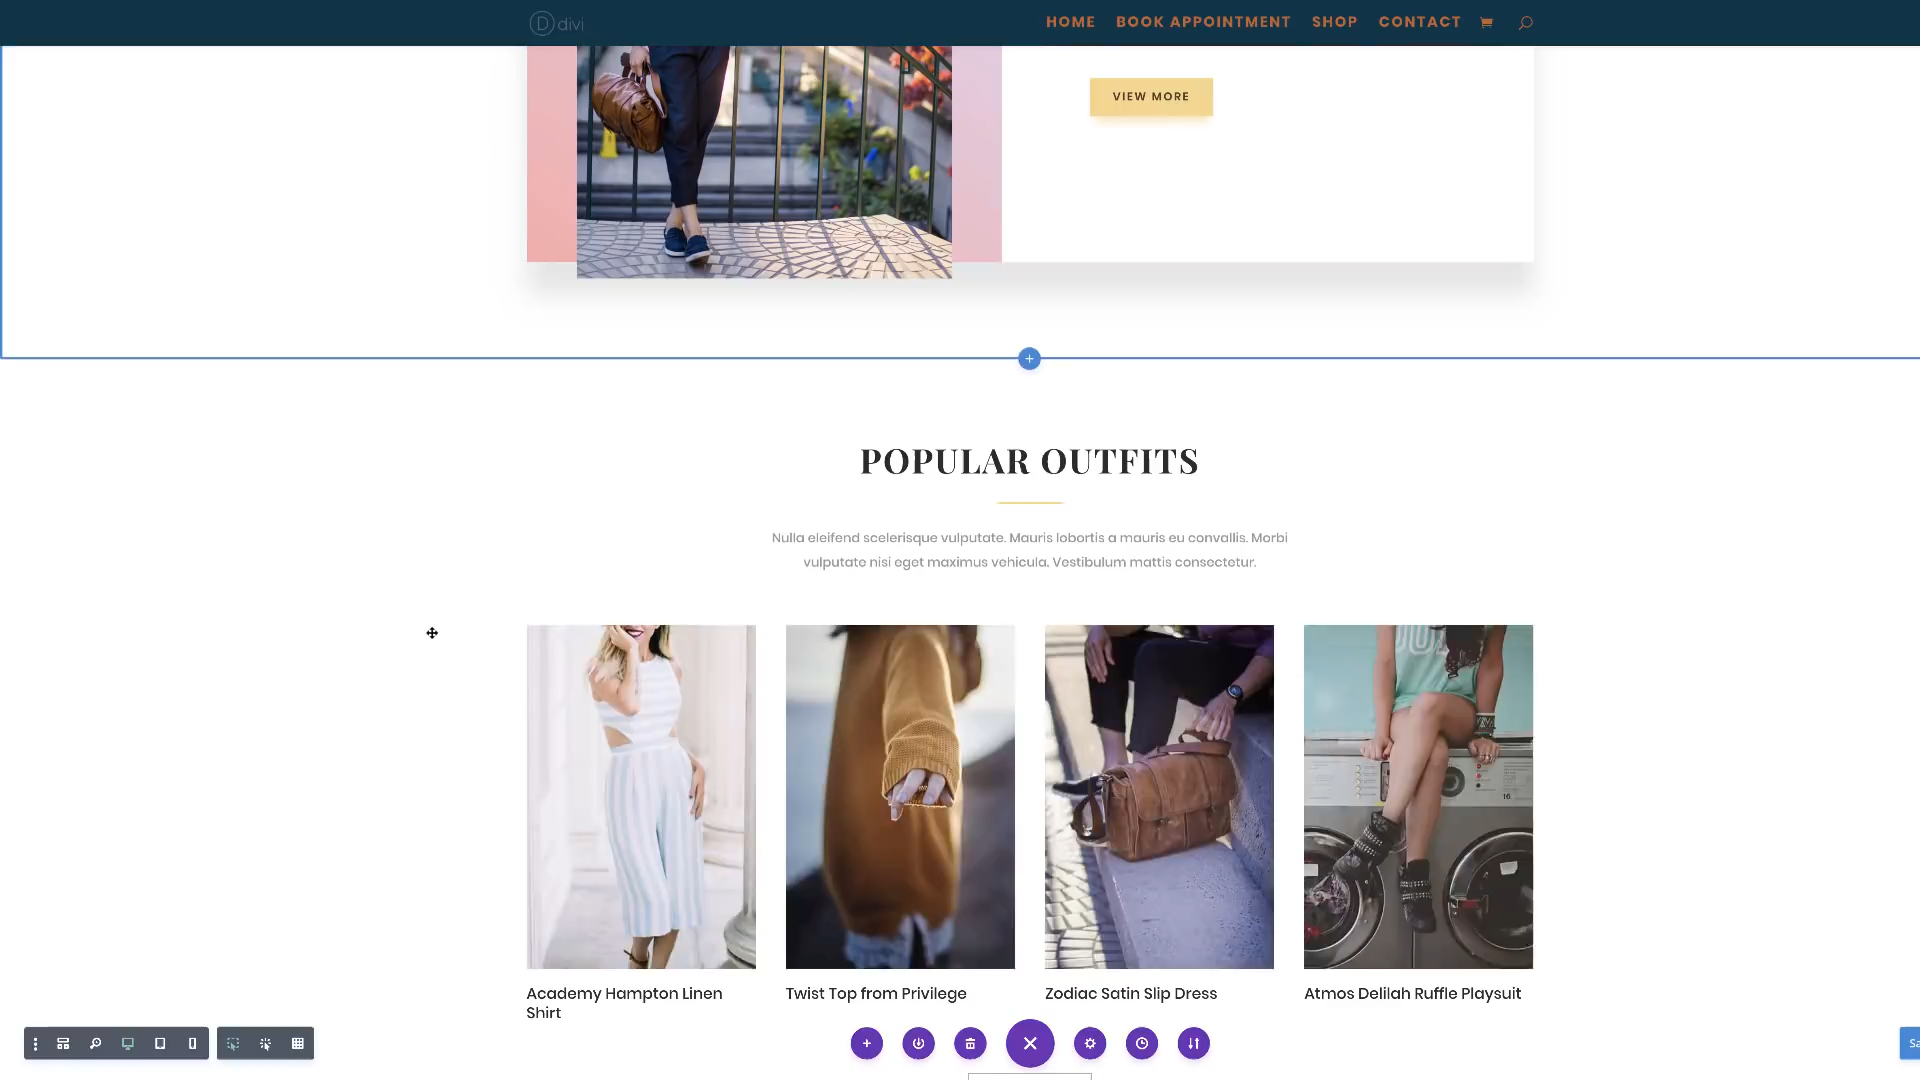 D divi
HOME BOOK APPOINTMENT SHOP CONTACT
VIEW MORE
POPULAR OUTFITS
Nulla eleifend scelerisque vulputate. Mauris lobortis a mauris eu convallis. Morbi
vulputate nisi eget maximus vehicula. Vestibulum mattis consectetur.
Academy Hampton Linen
Shirt
Twist Top from Privilege
Zodiac Satin Slip Dress
Atmos Delilah Ruffle Playsuit